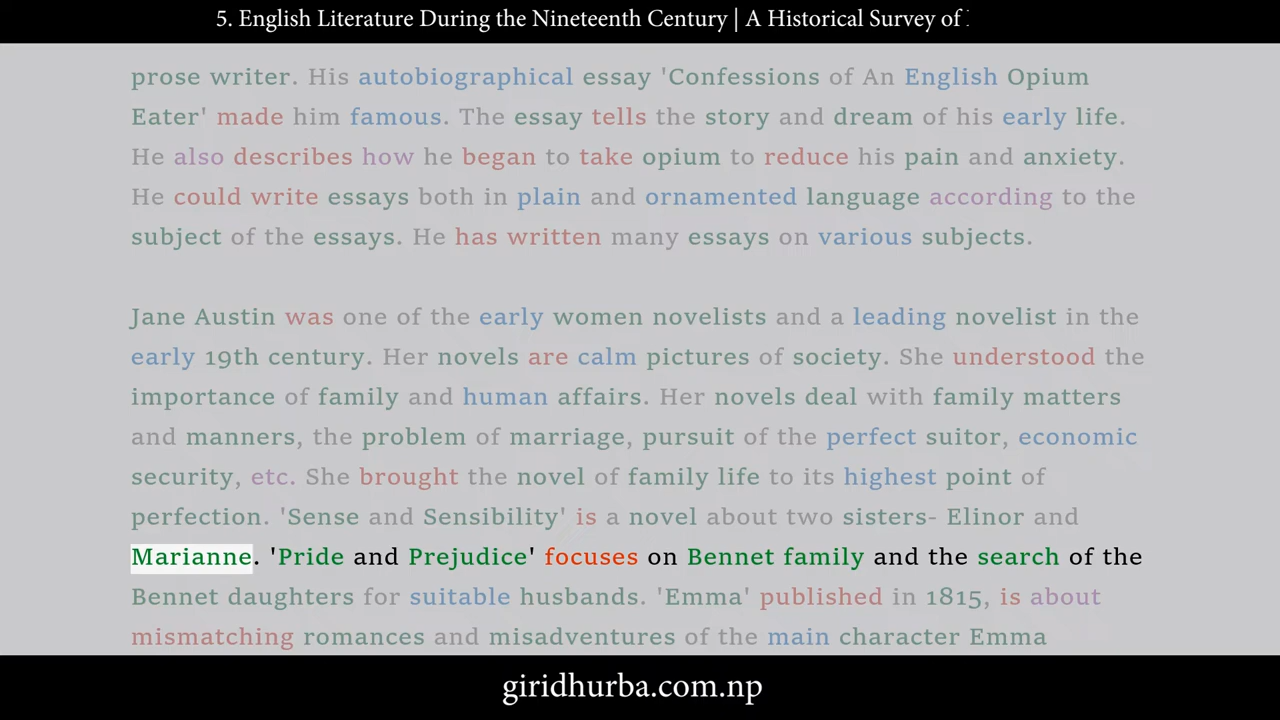 5. English Literature During the Nineteenth Century | A Historical Survey of
prose writer. His autobiographical essay 'Confessions of An English Opium
Eater' made him famous. The essay tells the story and dream of his early life.
He also describes how he began to take opium to reduce his pain and anxiety.
He could write essays both in plain and ornamented language according to the
subject of the essays. He has written many essays on various subjects.
Jane Austin was one of the early women novelists and a leading novelist in the
early 19th century. Her novels are calm pictures of society. She understood the
importance of family and human affairs. Her novels deal with family matters
and manners, the problem of marriage, pursuit of the perfect suitor, economic
security, etc. She brought the novel of family life to its highest point of
perfection. 'Sense and Sensibility' is a novel about two sisters- Elinor and
Marianne. 'Pride and Prejudice' focuses on Bennet family and the search of the
Bennet daughters for suitable husbands. 'Emma' published in 1815, is about
mismatching romances and misadventures of the main character Emma
giridhurba.com.np